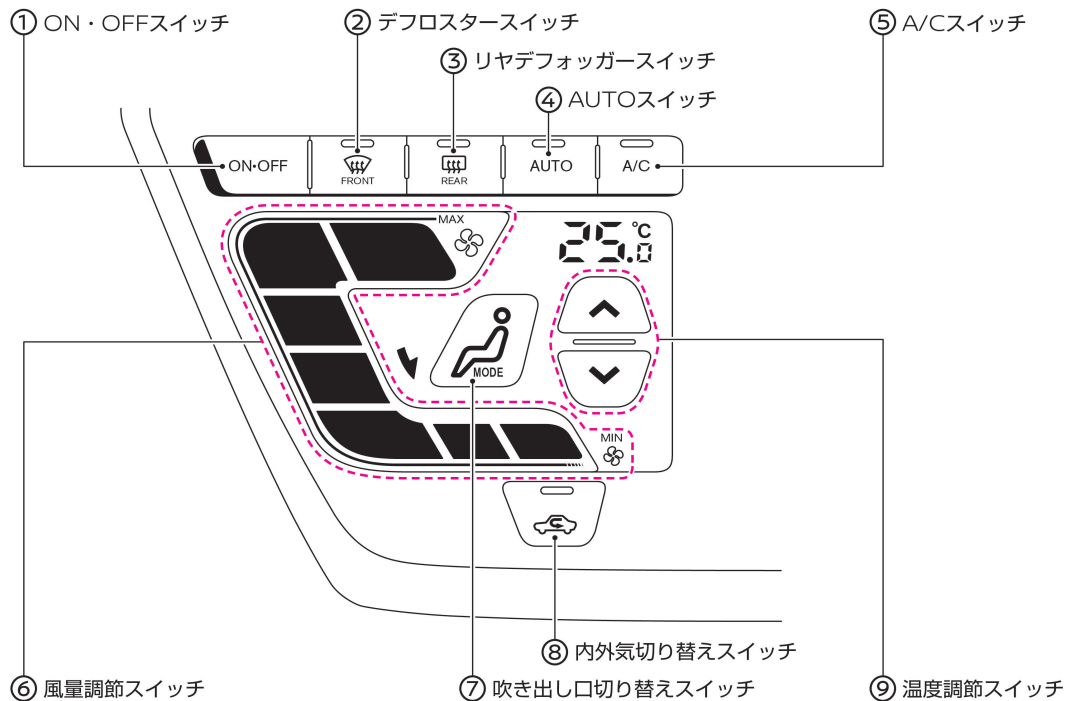 ① ON・OFFスイッチ
② デフロスタースイッチ
⑤ A/Cスイッチ
③ リヤデフォッガースイッチ
④ AUTOスイッチ
ON•OFF
FRONT
REAR
AUTO
A/C
MAX
25.0 ℃
MODE
MIN
⑧ 内外気切り替えスイッチ
⑥ 風量調節スイッチ
⑦ 吹き出し口切り替えスイッチ
⑨ 温度調節スイッチ